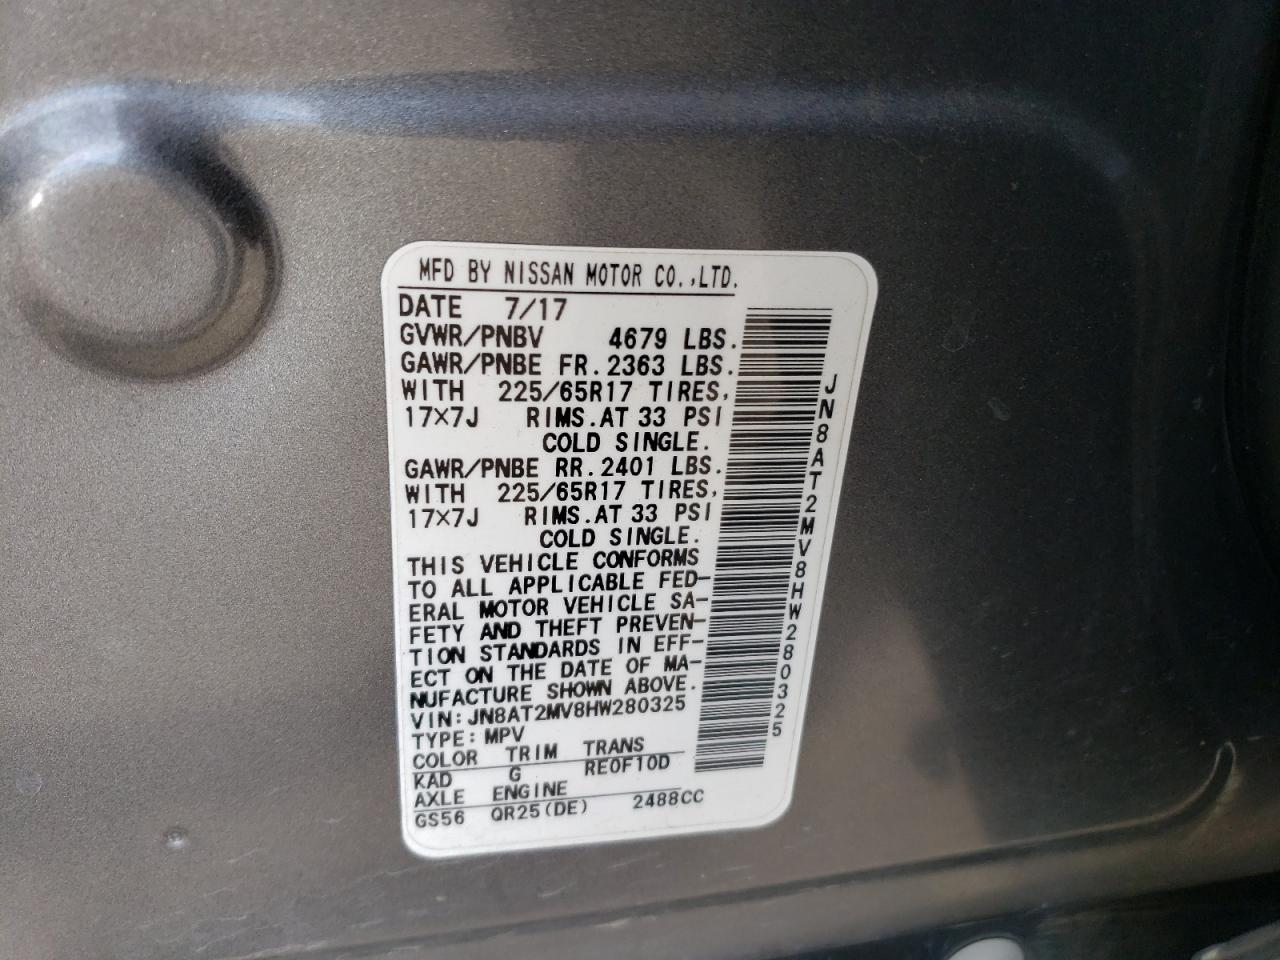 MFD BY NISSAN MOTOR CO.,LTD.
DATE 7/17
GVWR/PNBV 4679 LBS.
GAWR/PNBE FR.2363 LBS.
WITH 225/65R17 TIRES,
17×7J RIMS.AT 33 PSI
COLD SINGLE.
GAWR/PNBE RR.2401 LBS.
WITH 225/65R17 TIRES,
17×7J RIMS.AT 33 PSI
COLD SINGLE.
THIS VEHICLE CONFORMS
TO ALL APPLICABLE FED-
ERAL MOTOR VEHICLE SA-
FETY AND THEFT PREVEN-
TION STANDARDS IN EFF-
ECT ON THE DATE OF MA-
NUFACTURE SHOWN ABOVE.
VIN:JN8AT2MV8HW280325
TYPE:MPV
COLOR TRIM TRANS
KAD G RE0F10D
AXLE ENGINE
GS56 QR25(DE) 2488CC
JN8AT2MV8HW280325